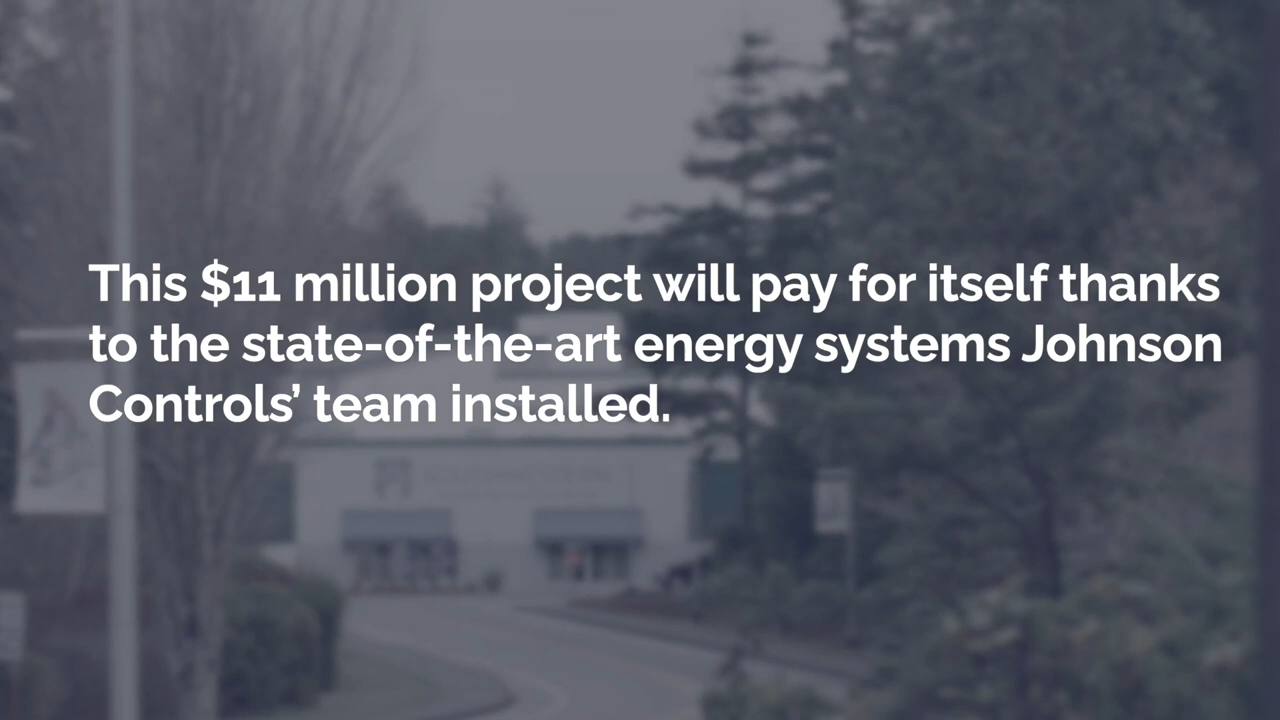 This $11 million project will pay for itself thanks
to the state-of-the-art energy systems Johnson
Controls’ team installed.